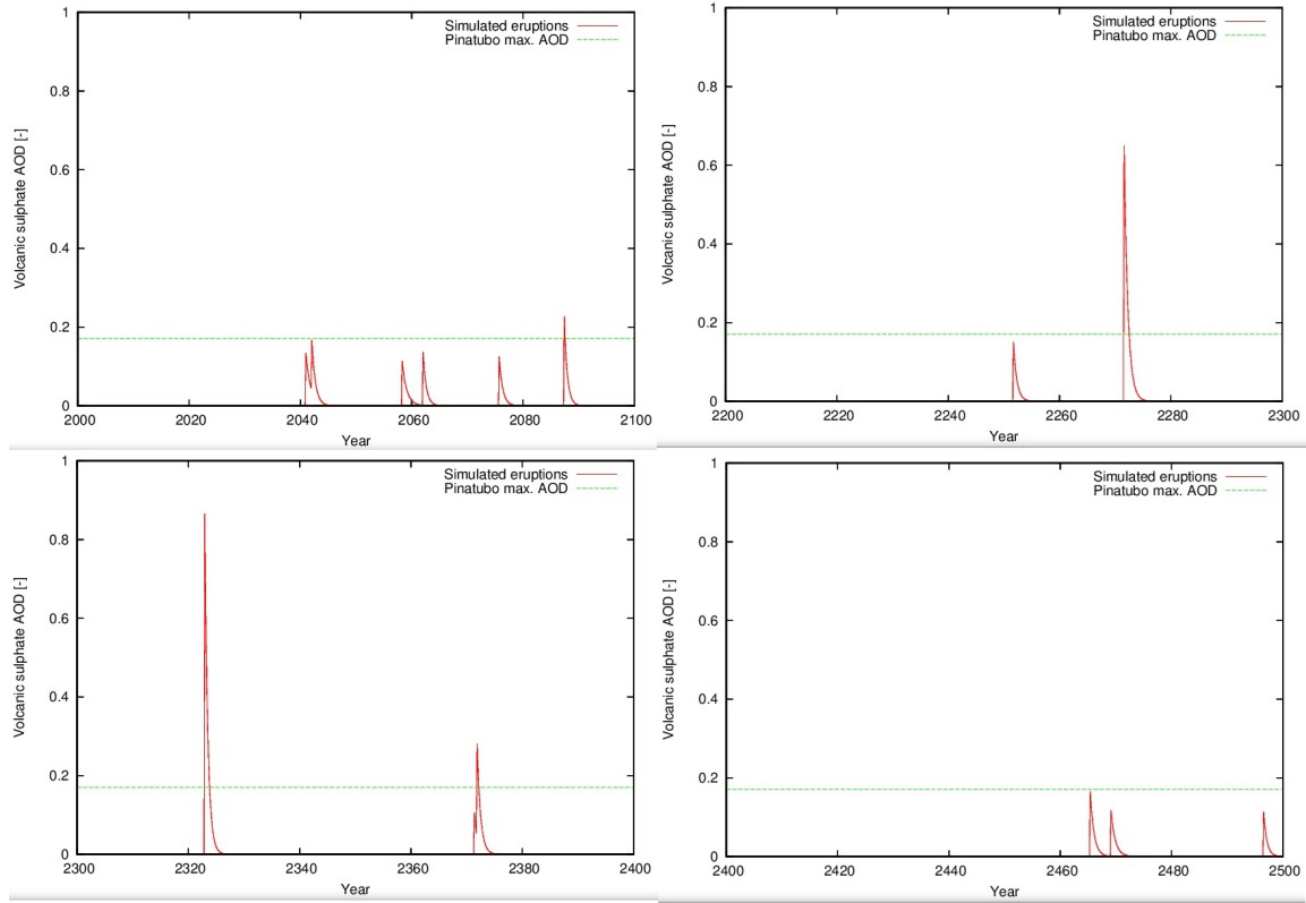 1
Simulated eruptions
Pinatubo max. AOD
0.8
0.6
0.4
0.2
0
Volcanic sulphate AOD [-]
2000 2020 2040 2060 2080 2100
Year
1
Simulated eruptions
Pinatubo max. AOD
0.8
0.6
0.4
0.2
0
Volcanic sulphate AOD [-]
2200 2220 2240 2260 2280 2300
Year
1
Simulated eruptions
Pinatubo max. AOD
0.8
0.6
0.4
0.2
0
Volcanic sulphate AOD [-]
2300 2320 2340 2360 2380 2400
Year
1
Simulated eruptions
Pinatubo max. AOD
0.8
0.6
0.4
0.2
0
Volcanic sulphate AOD [-]
2400 2420 2440 2460 2480 2500
Year